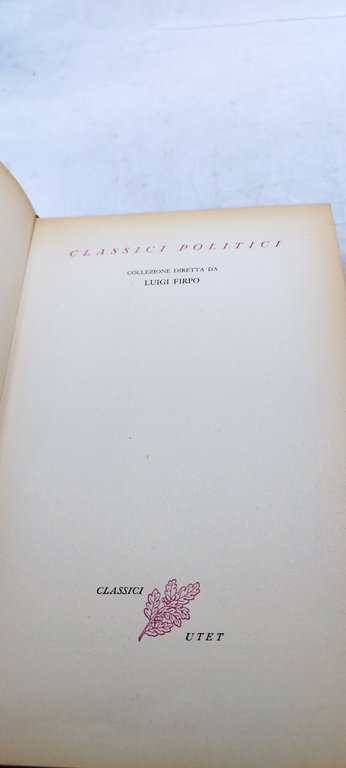 CLASSICI POLITICI
COLLEZIONE DIRETTA DA
LUIGI FIRPO
CLASSICI
UTET